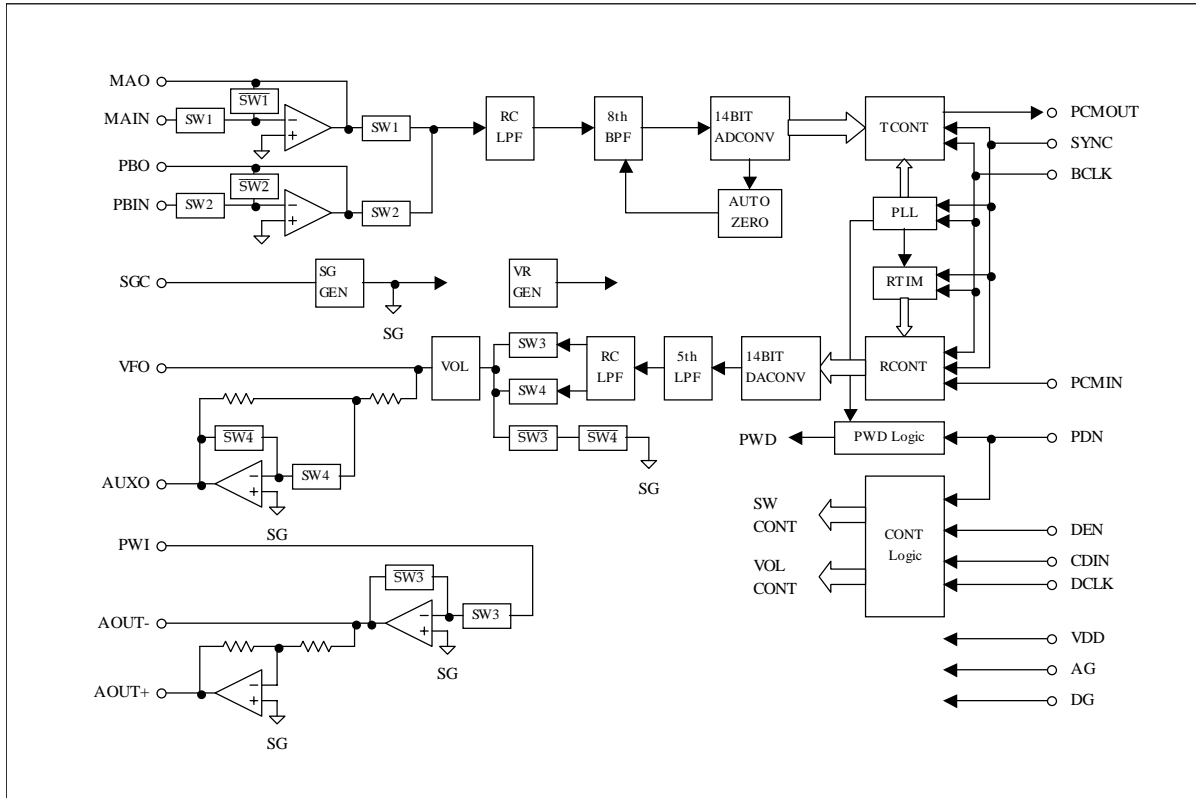 MAO
SW1
MAIN
SW1
−
+
SW1
PBO
SW2
PBIN
SW2
−
+
SW2
RC
LPF
8th
BPF
14BIT
ADCONV
AUTO
ZERO
TCONT
PCMOUT
SYNC
BCLK
PLL
RTIM
SGC
SG
GEN
SG
VR
GEN
VFO
VOL
SW3
SW4
SW3
SW4
SG
RC
LPF
5th
LPF
14BIT
DACONV
RCONT
PCMIN
PWD
PWD Logic
PDN
SW4
AUXO
−
+
SW4
SG
SW
CONT
VOL
CONT
CONT
Logic
DEN
CDIN
DCLK
PWI
SW3
−
+
SW3
SG
AOUT-
AOUT+
−
+
SG
VDD
AG
DG